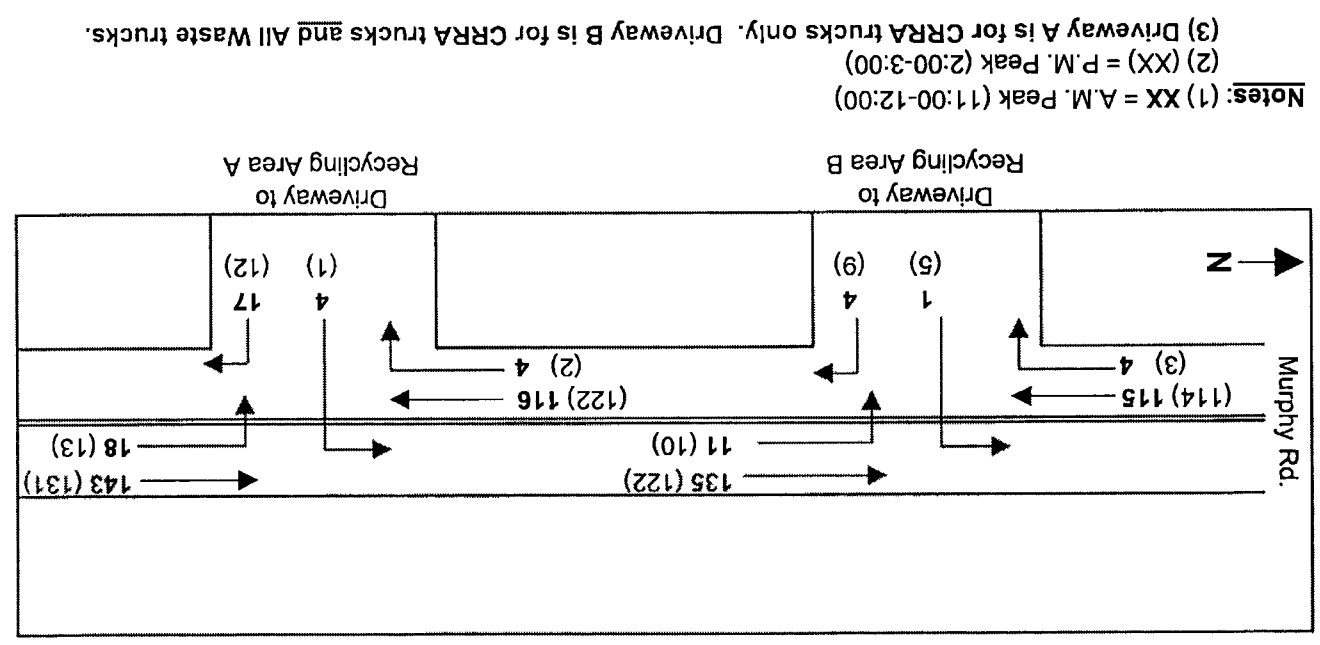 Murphy Rd.
135 (122)
143 (131)
11 (10)
18 (13)
(114) 115
(122) 116
(3) 4
(2) 4
1
4
4
17
(5)
(9)
(1)
(12)
N
Driveway to
Recycling Area B
Driveway to
Recycling Area A
Notes: (1) XX = A.M. Peak (11:00-12:00)
(2) (XX) = P.M. Peak (2:00-3:00)
(3) Driveway A is for CRRA trucks only. Driveway B is for CRRA trucks and All Waste trucks.